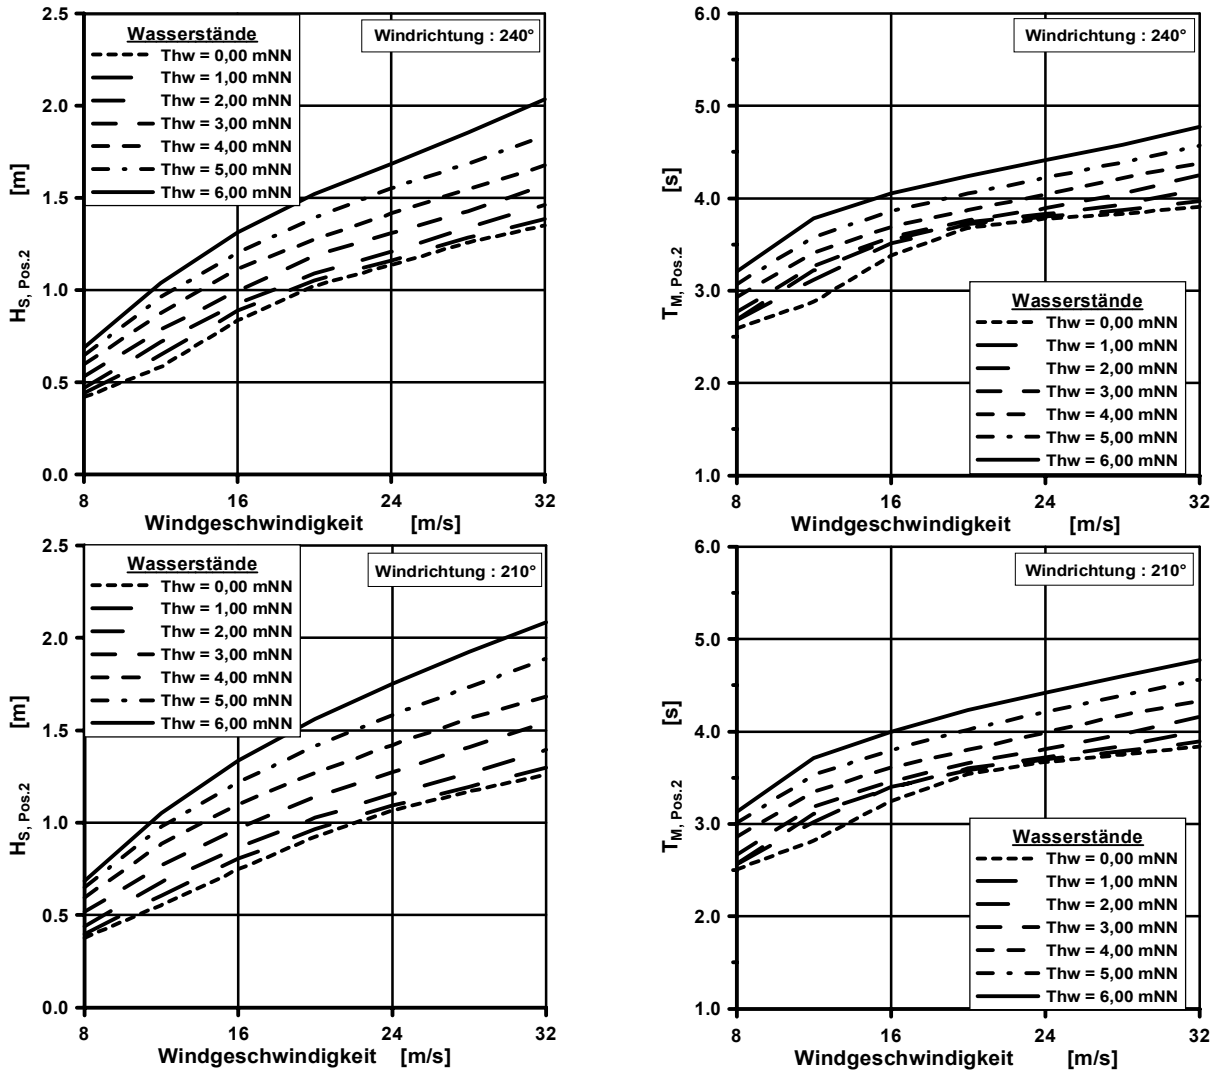 2.5
2.0
1.5
1.0
0.5
0.0
H_S, Pos.2 [m]
Wasserstände
Thw = 0,00 mNN
Thw = 1,00 mNN
Thw = 2,00 mNN
Thw = 3,00 mNN
Thw = 4,00 mNN
Thw = 5,00 mNN
Thw = 6,00 mNN
Windrichtung : 240°
8 16 24 32
Windgeschwindigkeit [m/s]
6.0
5.0
4.0
3.0
2.0
1.0
T_M, Pos.2 [s]
Windrichtung : 240°
Wasserstände
Thw = 0,00 mNN
Thw = 1,00 mNN
Thw = 2,00 mNN
Thw = 3,00 mNN
Thw = 4,00 mNN
Thw = 5,00 mNN
Thw = 6,00 mNN
8 16 24 32
Windgeschwindigkeit [m/s]
2.5
2.0
1.5
1.0
0.5
0.0
H_S, Pos.2 [m]
Wasserstände
Thw = 0,00 mNN
Thw = 1,00 mNN
Thw = 2,00 mNN
Thw = 3,00 mNN
Thw = 4,00 mNN
Thw = 5,00 mNN
Thw = 6,00 mNN
Windrichtung : 210°
8 16 24 32
Windgeschwindigkeit [m/s]
6.0
5.0
4.0
3.0
2.0
1.0
T_M, Pos.2 [s]
Windrichtung : 210°
Wasserstände
Thw = 0,00 mNN
Thw = 1,00 mNN
Thw = 2,00 mNN
Thw = 3,00 mNN
Thw = 4,00 mNN
Thw = 5,00 mNN
Thw = 6,00 mNN
8 16 24 32
Windgeschwindigkeit [m/s]